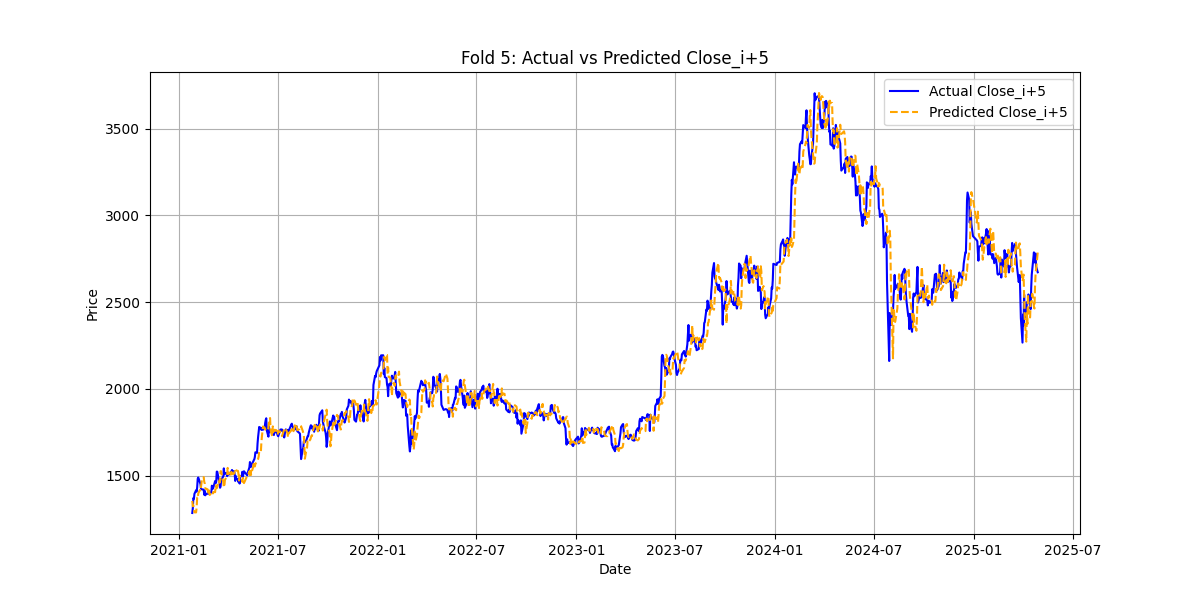 Fold 5: Actual vs Predicted Close_i+5
Actual Close_i+5
Predicted Close_i+5
Price
3500
3000
2500
2000
1500
2021-01 2021-07 2022-01 2022-07 2023-01 2023-07 2024-01 2024-07 2025-01 2025-07
Date